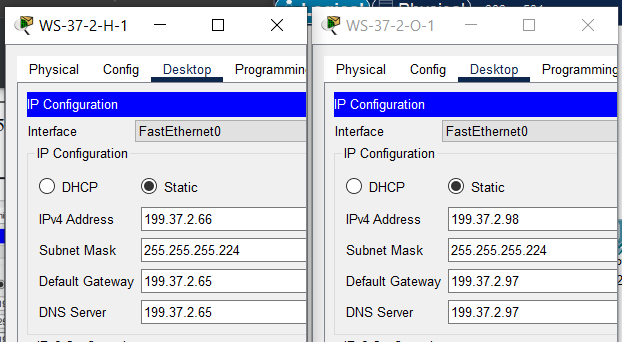 WS-37-2-H-1
Physical Config Desktop Programming
IP Configuration
Interface FastEthernet0
IP Configuration
DHCP Static
IPv4 Address 199.37.2.66
Subnet Mask 255.255.255.224
Default Gateway 199.37.2.65
DNS Server 199.37.2.65
WS-37-2-O-1
Physical Config Desktop Programming
IP Configuration
Interface FastEthernet0
IP Configuration
DHCP Static
IPv4 Address 199.37.2.98
Subnet Mask 255.255.255.224
Default Gateway 199.37.2.97
DNS Server 199.37.2.97